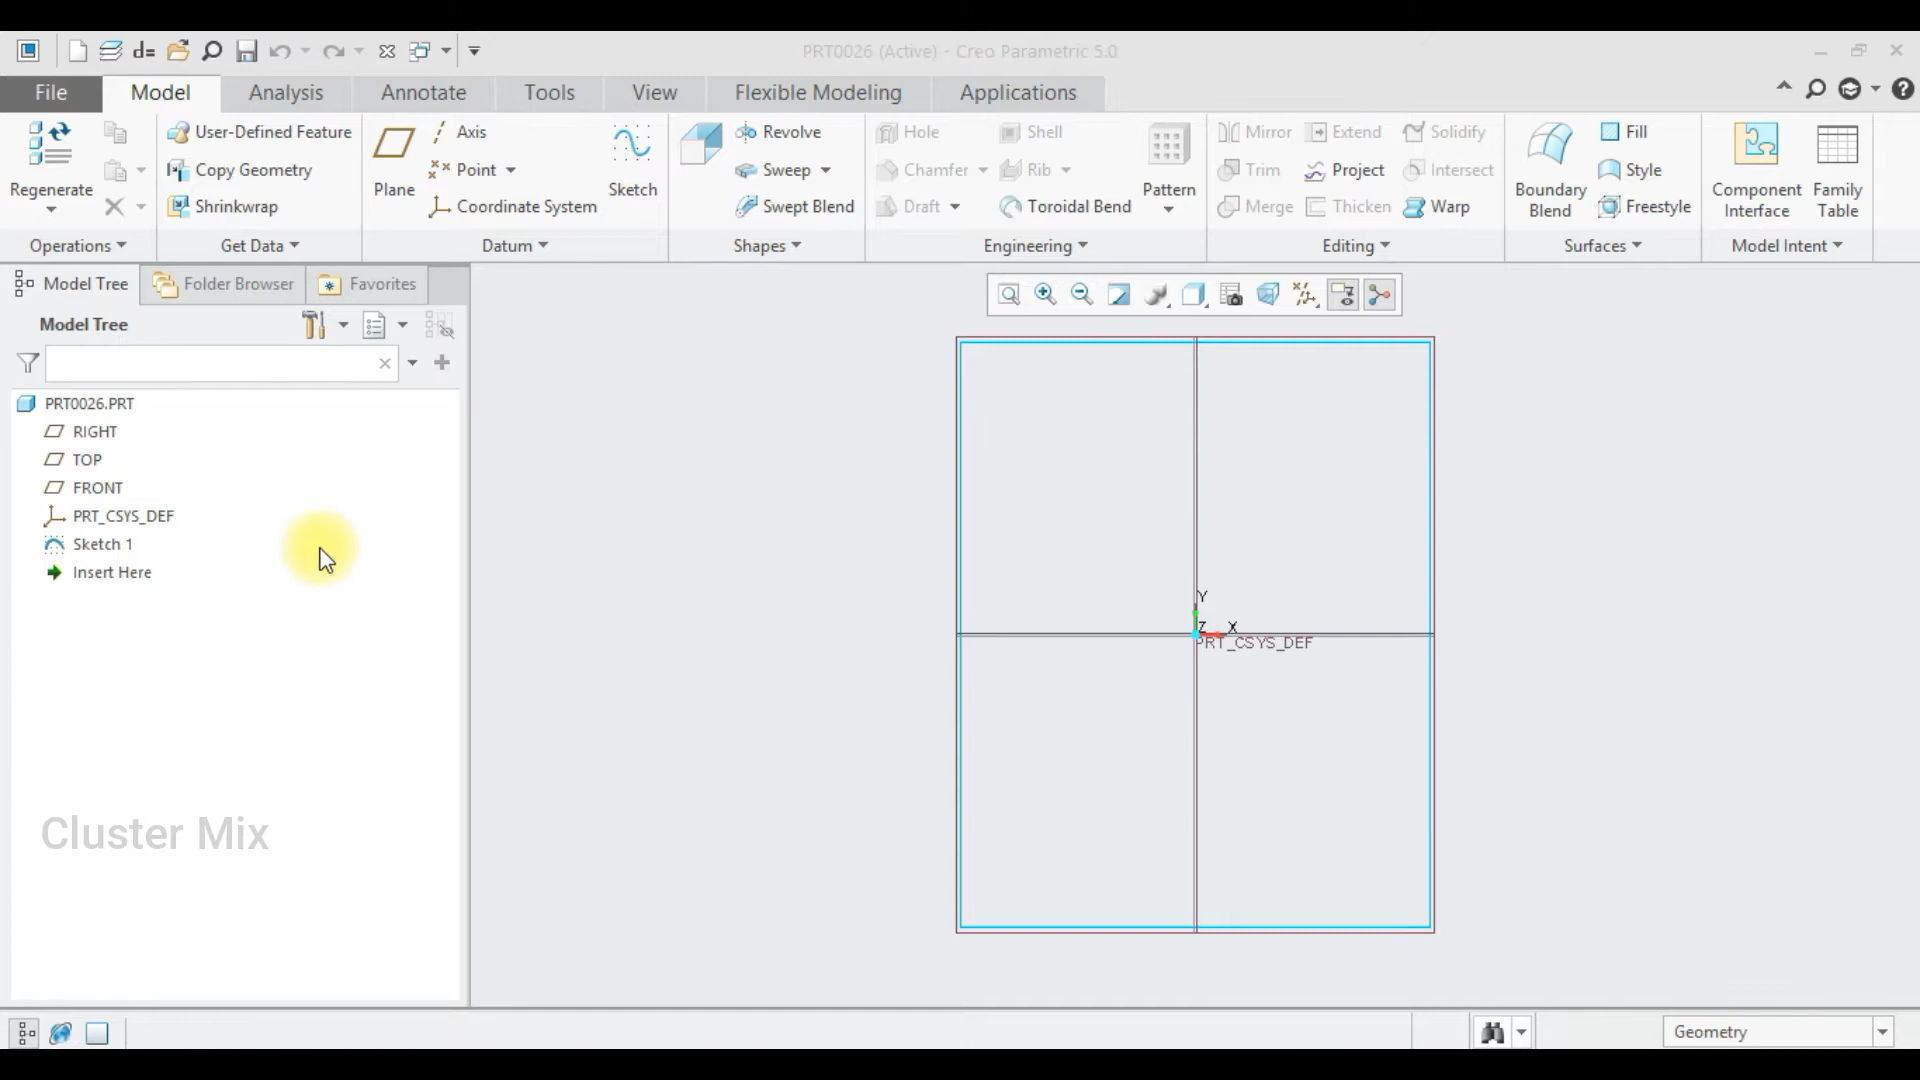 d=
PRT0026 (Active) - Creo Parametric 5.0
File Model Analysis Annotate Tools View Flexible Modeling Applications
Regenerate
Operations
User-Defined Feature
Copy Geometry
Shrinkwrap
Get Data
Plane
Axis
Point
Coordinate System
Sketch
Datum
Revolve
Sweep
Swept Blend
Shapes
Hole
Chamfer
Draft
Shell
Rib
Toroidal Bend
Pattern
Engineering
Mirror
Trim
Merge
Extend
Project
Thicken
Solidify
Intersect
Warp
Editing
Boundary
Blend
Fill
Style
Freestyle
Surfaces
Component
Interface
Family
Table
Model Intent
Model Tree Folder Browser Favorites
Model Tree
PRT0026.PRT
RIGHT
TOP
FRONT
PRT_CSYS_DEF
Sketch 1
Insert Here
Cluster Mix
Y
Z X
PRT_CSYS_DEF
Geometry